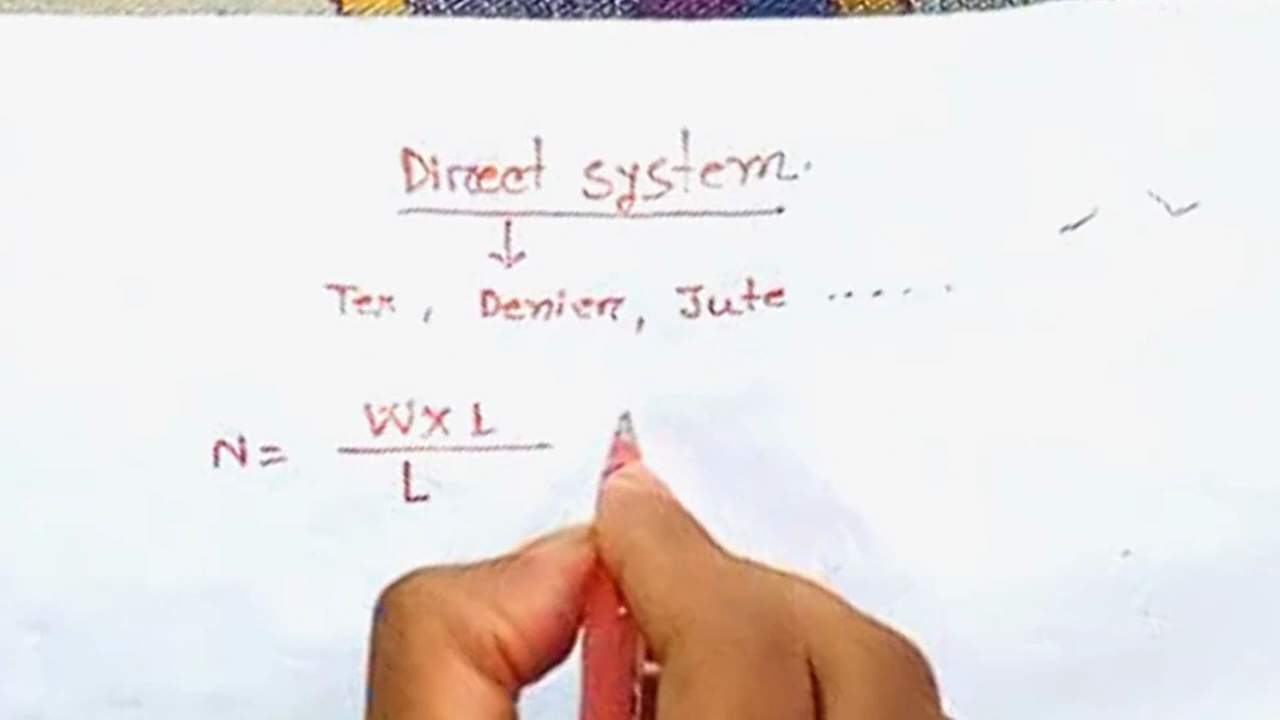 Direct system.
Tex, Denier, Jute ......
N = W x L
L